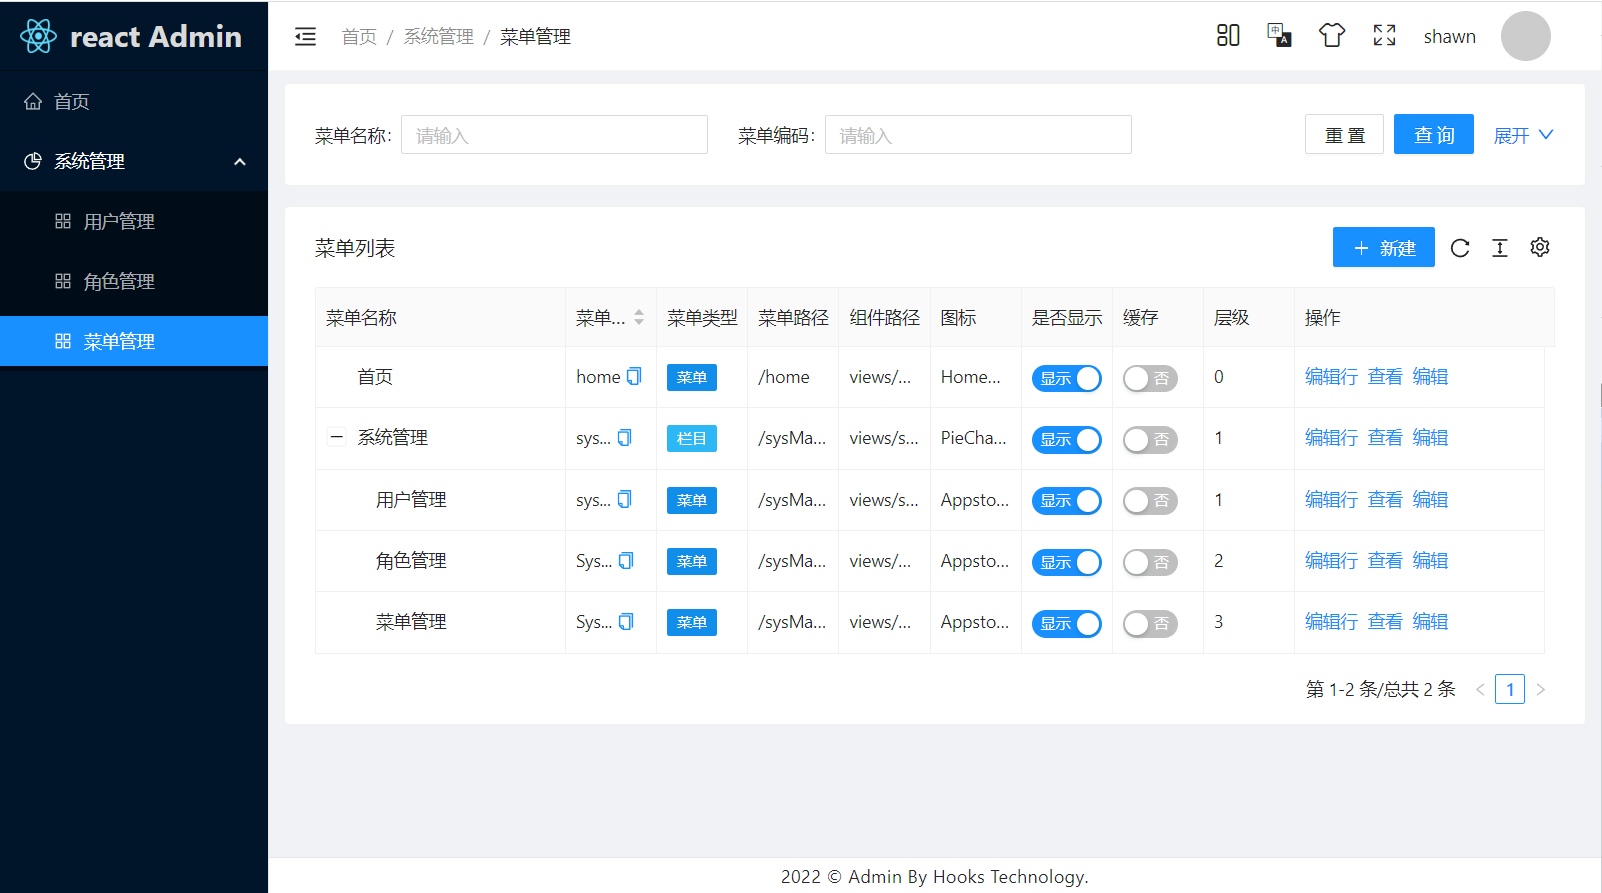 react Admin
首页 / 系统管理 / 菜单管理
中 A
shawn
首页
系统管理
用户管理
角色管理
菜单管理
菜单名称: 请输入 菜单编码: 请输入 重 置 查 询 展开
菜单列表 + 新建
菜单名称 菜单... 菜单类型 菜单路径 组件路径 图标 是否显示 缓存 层级 操作
首页 home 菜单 /home views/... Home... 显示 否 0 编辑行 查看 编辑
系统管理 sys... 栏目 /sysMa... views/s... PieCha... 显示 否 1 编辑行 查看 编辑
用户管理 sys... 菜单 /sysMa... views/s... Appsto... 显示 否 1 编辑行 查看 编辑
角色管理 Sys... 菜单 /sysMa... views/... Appsto... 显示 否 2 编辑行 查看 编辑
菜单管理 Sys... 菜单 /sysMa... views/... Appsto... 显示 否 3 编辑行 查看 编辑
第 1-2 条/总共 2 条 < 1 >
2022 © Admin By Hooks Technology.